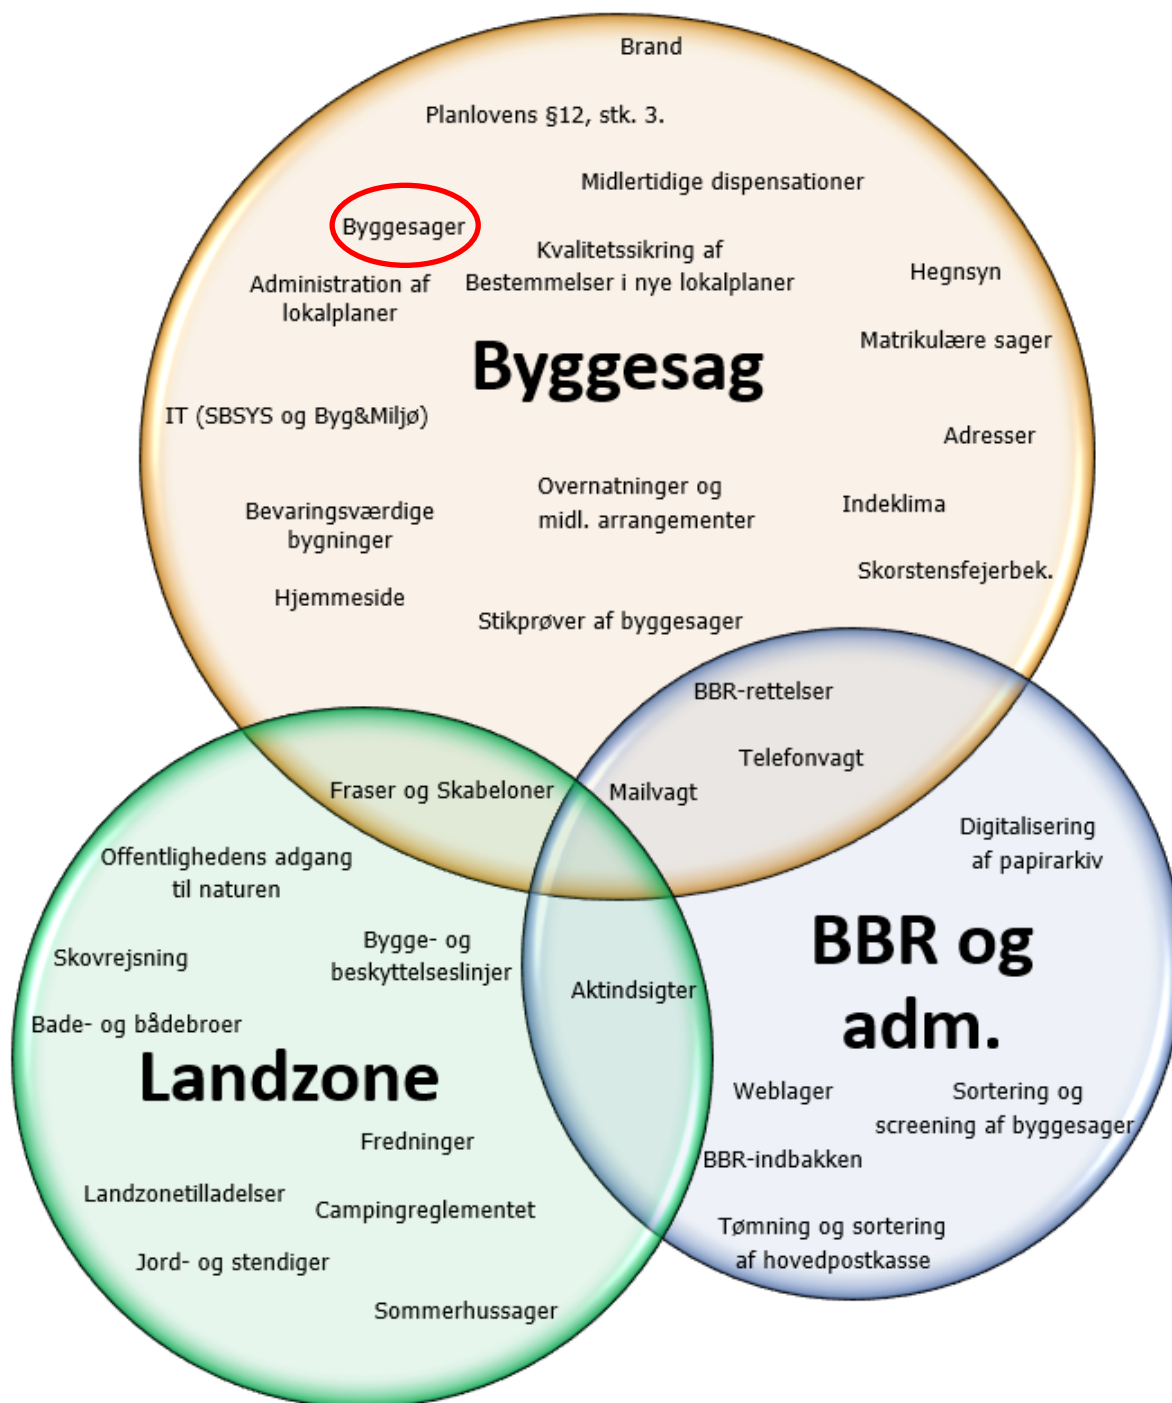 Brand
Planlovens §12, stk. 3.
Midlertidige dispensationer
Byggesager
Kvalitetssikring af
Bestemmelser i nye lokalplaner
Hegnsyn
Administration af
lokalplaner
Matrikulære sager
Byggesag
IT (SBSYS og Byg&Miljø)
Adresser
Overnatninger og
midl. arrangementer
Indeklima
Bevaringsværdige
bygninger
Skorstensfejerbek.
Hjemmeside
Stikprøver af byggesager
BBR-rettelser
Telefonvagt
Mailvagt
Fraser og Skabeloner
Digitalisering
af papirarkiv
Offentlighedens adgang
til naturen
Bygge- og
beskyttelseslinjer
Skovrejsning
BBR og
adm.
Aktindsigter
Bade- og bådebroer
Landzone
Weblager
Sortering og
screening af byggesager
Fredninger
BBR-indbakken
Landzonetilladelser
Campingreglementet
Tømning og sortering
af hovedpostkasse
Jord- og stendiger
Sommerhussager